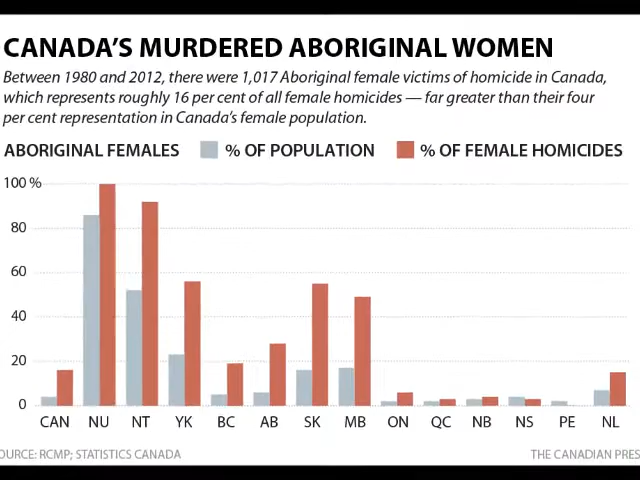 CANADA'S MURDERED ABORIGINAL WOMEN
Between 1980 and 2012, there were 1,017 Aboriginal female victims of homicide in Canada,
which represents roughly 16 per cent of all female homicides — far greater than their four
per cent representation in Canada's female population.
ABORIGINAL FEMALES % OF POPULATION % OF FEMALE HOMICIDES
100 %
80
60
40
20
0
CAN NU NT YK BC AB SK MB ON QC NB NS PE NL
OURCE: RCMP; STATISTICS CANADA THE CANADIAN PRES